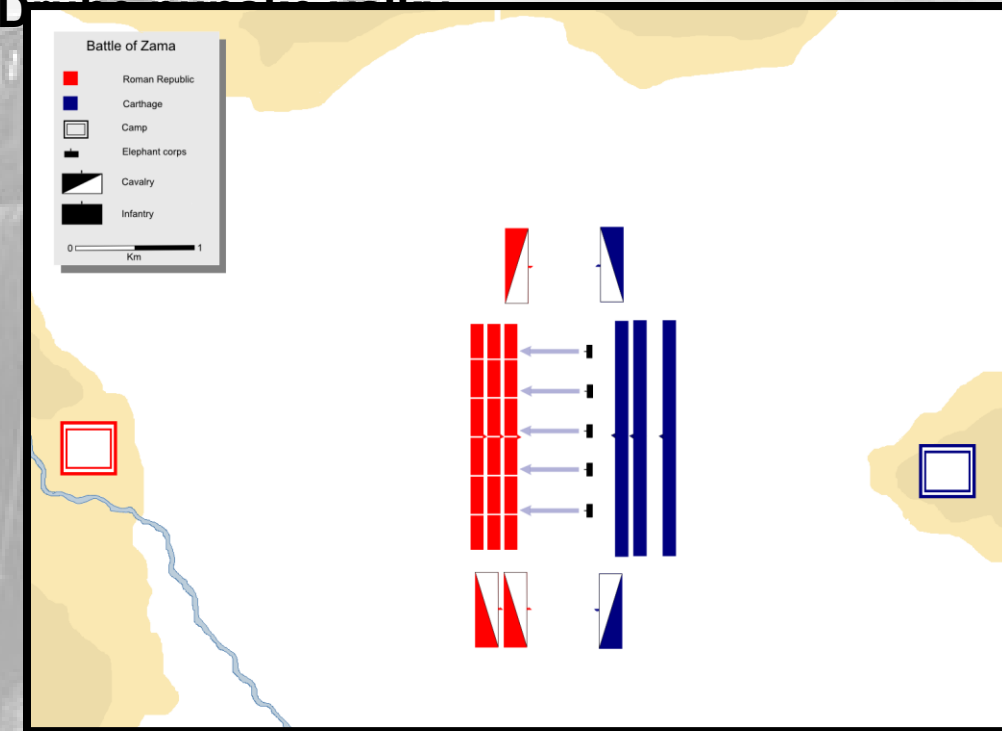 Battle of Zama
Roman Republic
Carthage
Camp
Elephant corps
Cavalry
Infantry
0 1
Km